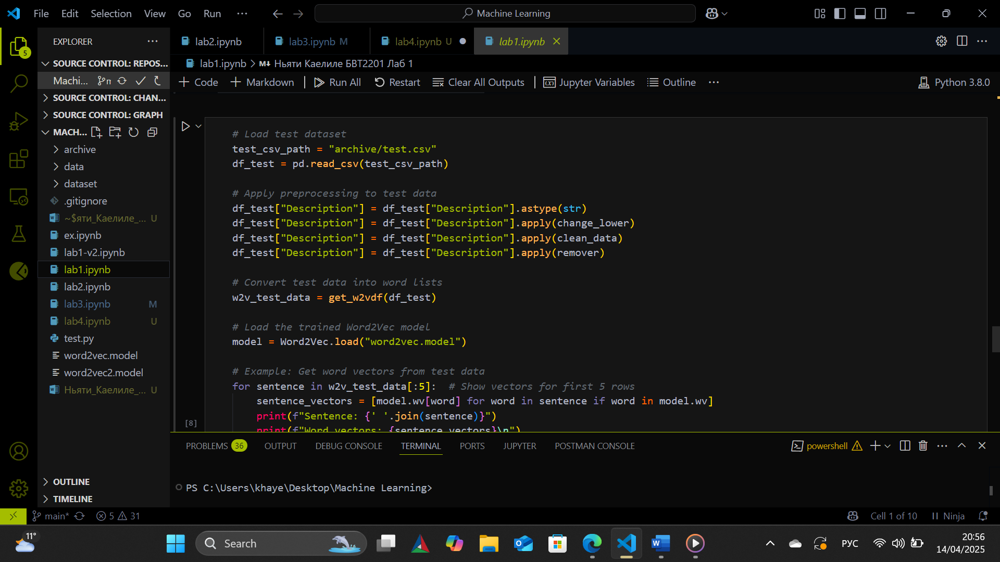 File Edit Selection View Go Run ···
Machine Learning
EXPLORER
SOURCE CONTROL: REPOS...
Machi...
SOURCE CONTROL: CHAN...
SOURCE CONTROL: GRAPH
MACH...
archive
data
dataset
.gitignore
~$яти_Каелиле_... U
ex.ipynb
lab1-v2.ipynb
lab1.ipynb
lab2.ipynb
lab3.ipynb M
lab4.ipynb U
test.py
word2vec.model
word2vec2.model
Ньяти_Каелиле_... U
OUTLINE
TIMELINE
5
lab2.ipynb lab3.ipynb M lab4.ipynb U lab1.ipynb
lab1.ipynb > M↓ Ньяти Каелиле БВТ2201 Лаб 1
+ Code + Markdown Run All Restart Clear All Outputs Jupyter Variables Outline ··· Python 3.8.0
# Load test dataset
test_csv_path = "archive/test.csv"
df_test = pd.read_csv(test_csv_path)
# Apply preprocessing to test data
df_test["Description"] = df_test["Description"].astype(str)
df_test["Description"] = df_test["Description"].apply(change_lower)
df_test["Description"] = df_test["Description"].apply(clean_data)
df_test["Description"] = df_test["Description"].apply(remover)
# Convert test data into word lists
w2v_test_data = get_w2vdf(df_test)
# Load the trained Word2Vec model
model = Word2Vec.load("word2vec.model")
# Example: Get word vectors from test data
for sentence in w2v_test_data[:5]:  # Show vectors for first 5 rows
    sentence_vectors = [model.wv[word] for word in sentence if word in model.wv]
    print(f"Sentence: {' '.join(sentence)}")
    print(f"Word vectors: {sentence_vectors}\n")
[8]
PROBLEMS 36 OUTPUT DEBUG CONSOLE TERMINAL PORTS JUPYTER POSTMAN CONSOLE
powershell
PS C:\Users\khaye\Desktop\Machine Learning>
main* 5 31
Cell 1 of 10 Ninja
11°
Search
РУС
20:56
14/04/2025